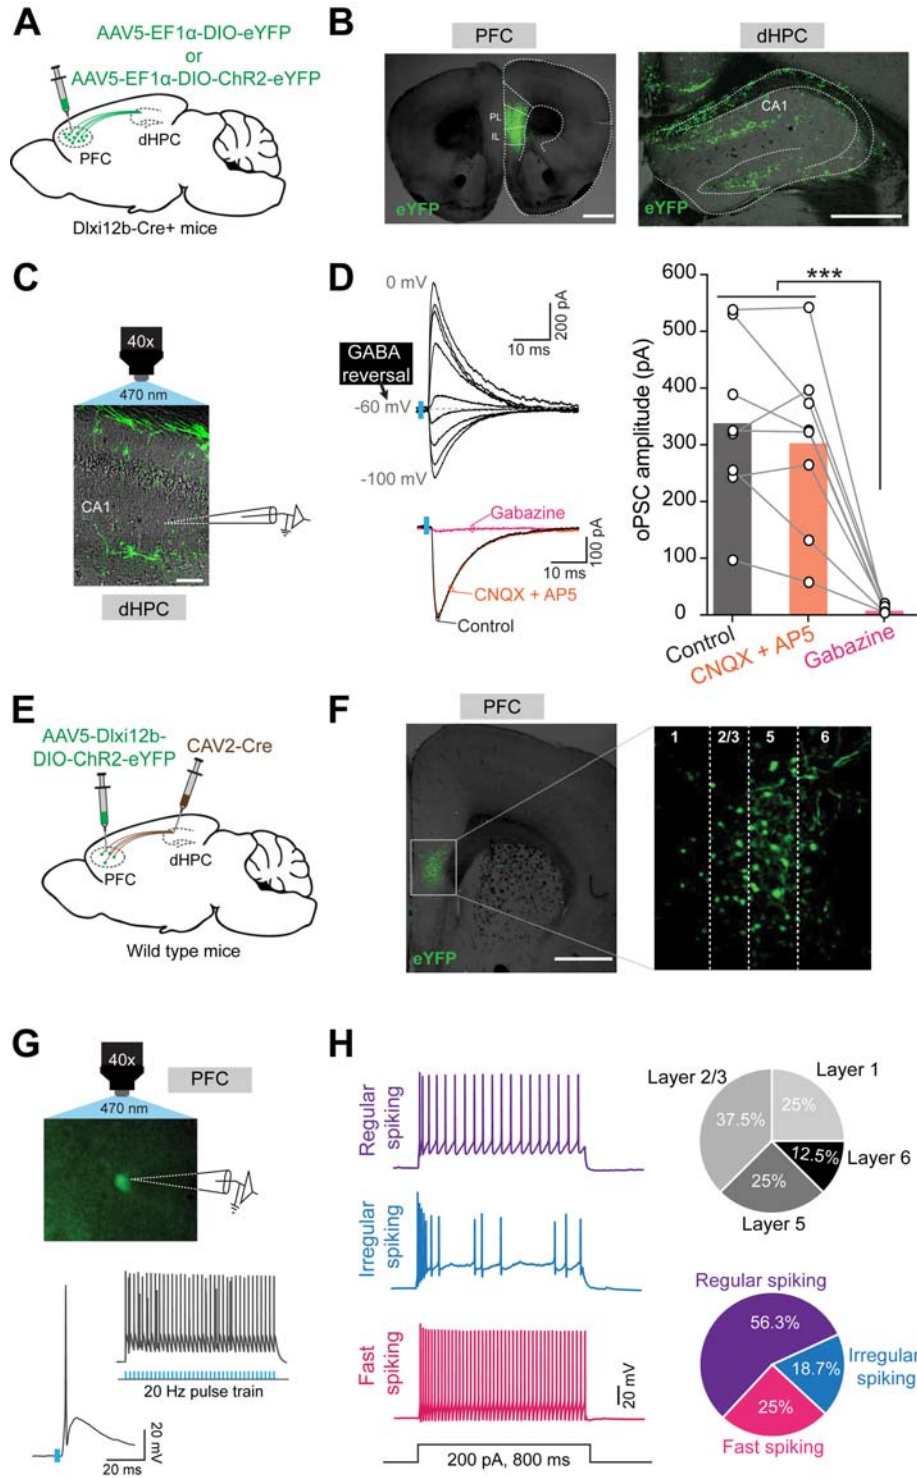 A
AAV5-EF1α-DIO-eYFP
or
AAV5-EF1α-DIO-ChR2-eYFP
dHPC
PFC
Dlxi12b-Cre+ mice
B
PFC
dHPC
PL
IL
eYFP
CA1
eYFP
C
40x
470 nm
CA1
dHPC
D
0 mV
200 pA
10 ms
GABA
reversal
-60 mV
-100 mV
Gabazine
100 pA
10 ms
CNQX + AP5
Control
***
oPSC amplitude (pA)
600
500
400
300
200
100
0
Control
CNQX + AP5
Gabazine
E
AAV5-Dlxi12b-
DIO-ChR2-eYFP
CAV2-Cre
dHPC
PFC
Wild type mice
F
PFC
eYFP
1 2/3 5 6
G
40x
PFC
470 nm
20 Hz pulse train
20 mV
20 ms
H
Regular
spiking
Irregular
spiking
Fast
spiking
20 mV
200 pA, 800 ms
Layer 2/3
Layer 1
37.5%
25%
12.5%
Layer 6
25%
Layer 5
Regular spiking
56.3%
18.7%
Irregular
spiking
25%
Fast spiking